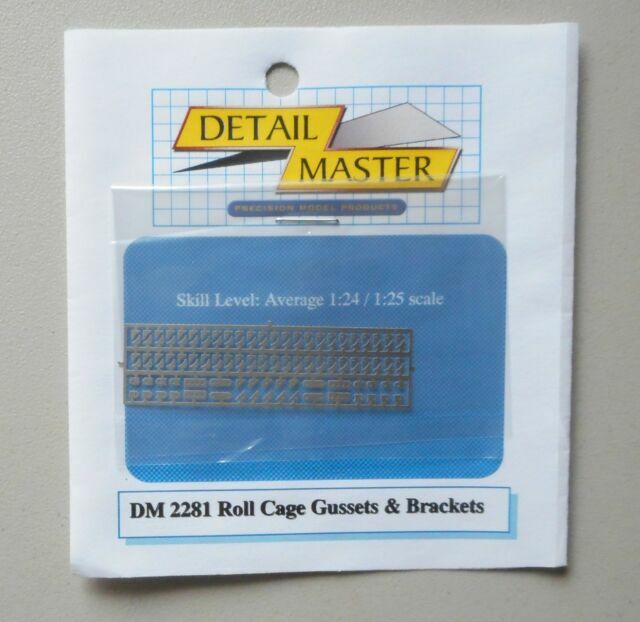 DETAIL
MASTER
PRECISION MODEL PRODUCTS
Skill Level: Average 1:24 / 1:25 scale
DM 2281 Roll Cage Gussets & Brackets